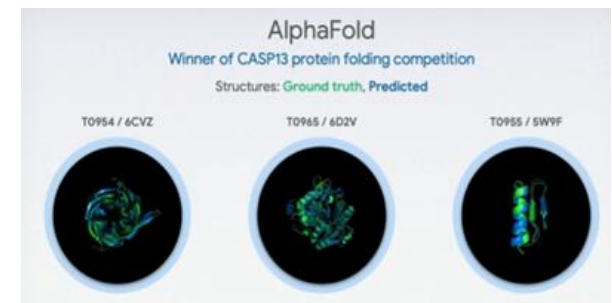 AlphaFold
Winner of CASP13 protein folding competition
Structures: Ground truth, Predicted
T0954 / 6CVZ
T0965 / 6D2V
T0955 / 5W9F